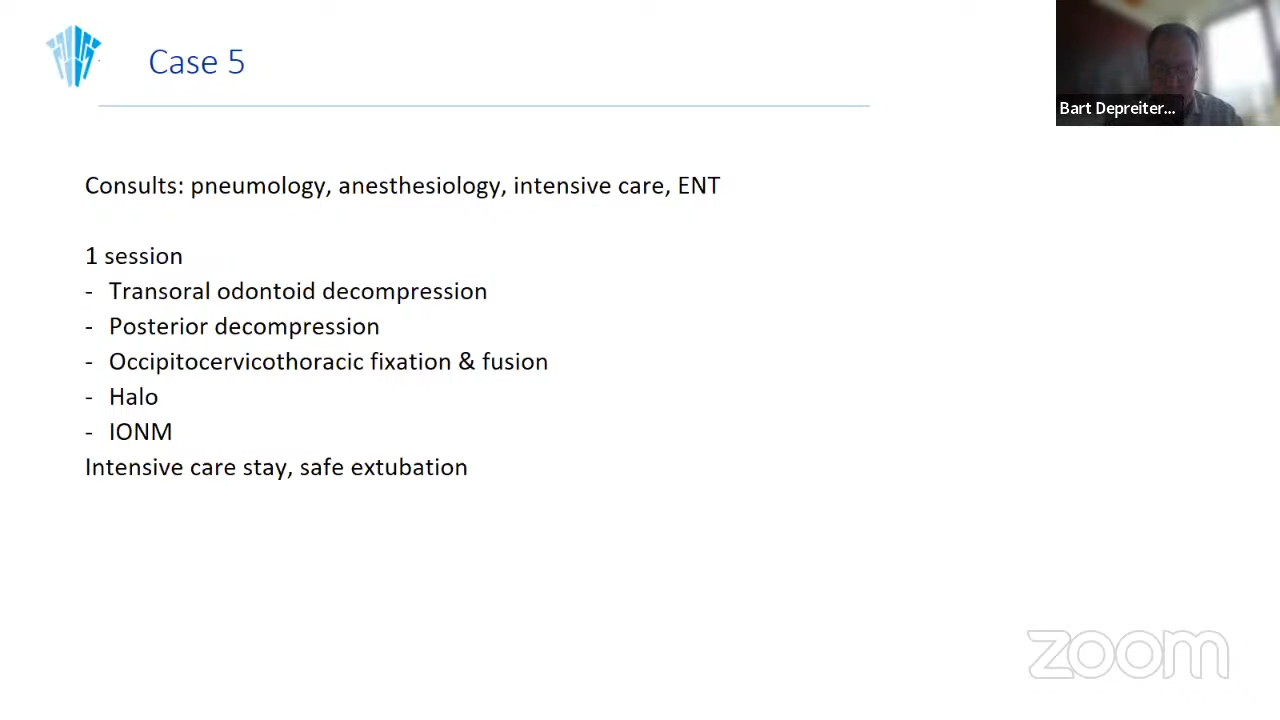 Case 5
Bart Depreiter...
Consults: pneumology, anesthesiology, intensive care, ENT
1 session
- Transoral odontoid decompression
- Posterior decompression
- Occipitocervicothoracic fixation & fusion
- Halo
- IONM
Intensive care stay, safe extubation
zoom